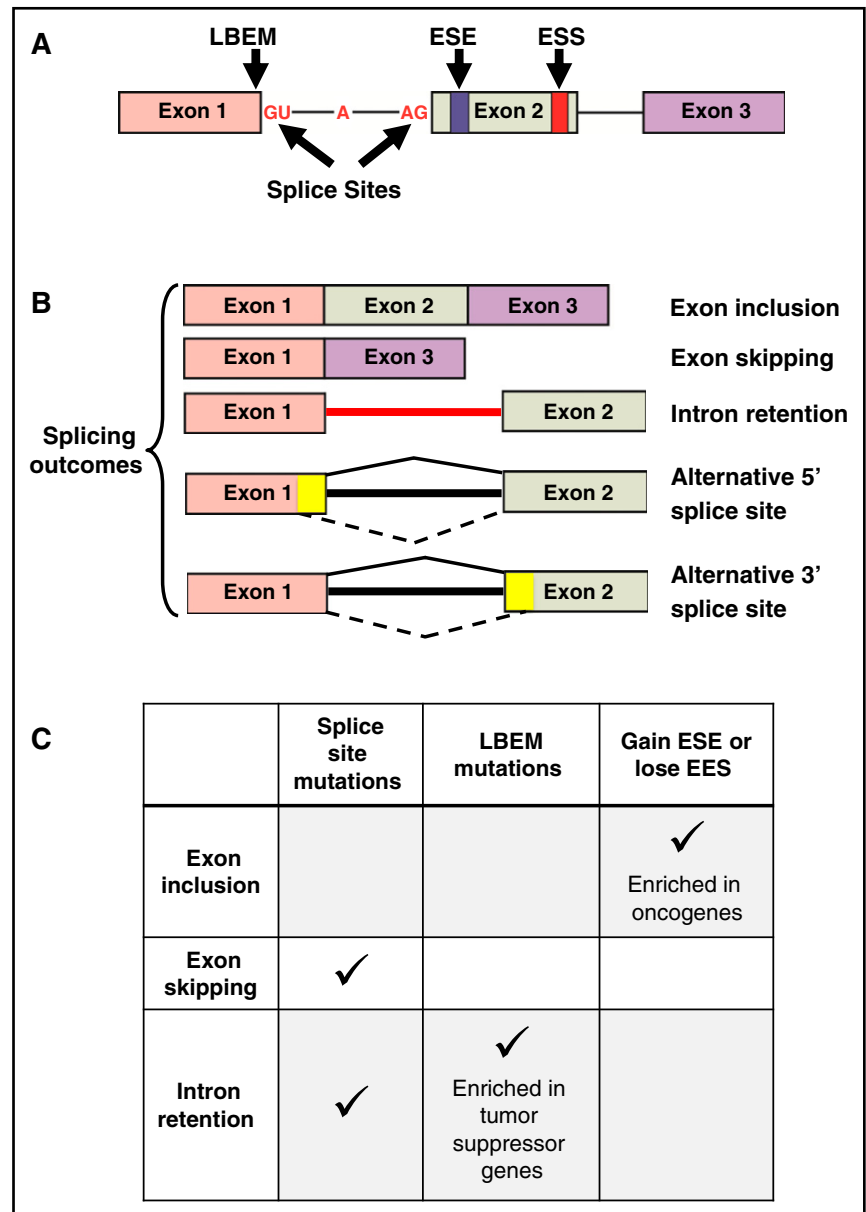 A
LBEM
ESE
ESS
Exon 1
GU
A
AG
Exon 2
Exon 3
Splice Sites
B
Splicing
outcomes
Exon 1 Exon 2 Exon 3 Exon inclusion
Exon 1 Exon 3 Exon skipping
Exon 1 Exon 2 Intron retention
Exon 1 Exon 2 Alternative 5’
splice site
Exon 1 Exon 2 Alternative 3’
splice site
C
Splice
site
mutations
LBEM
mutations
Gain ESE or
lose EES
Exon
inclusion
✓
Enriched in
oncogenes
Exon
skipping
✓
Intron
retention
✓
✓
Enriched in
tumor
suppressor
genes